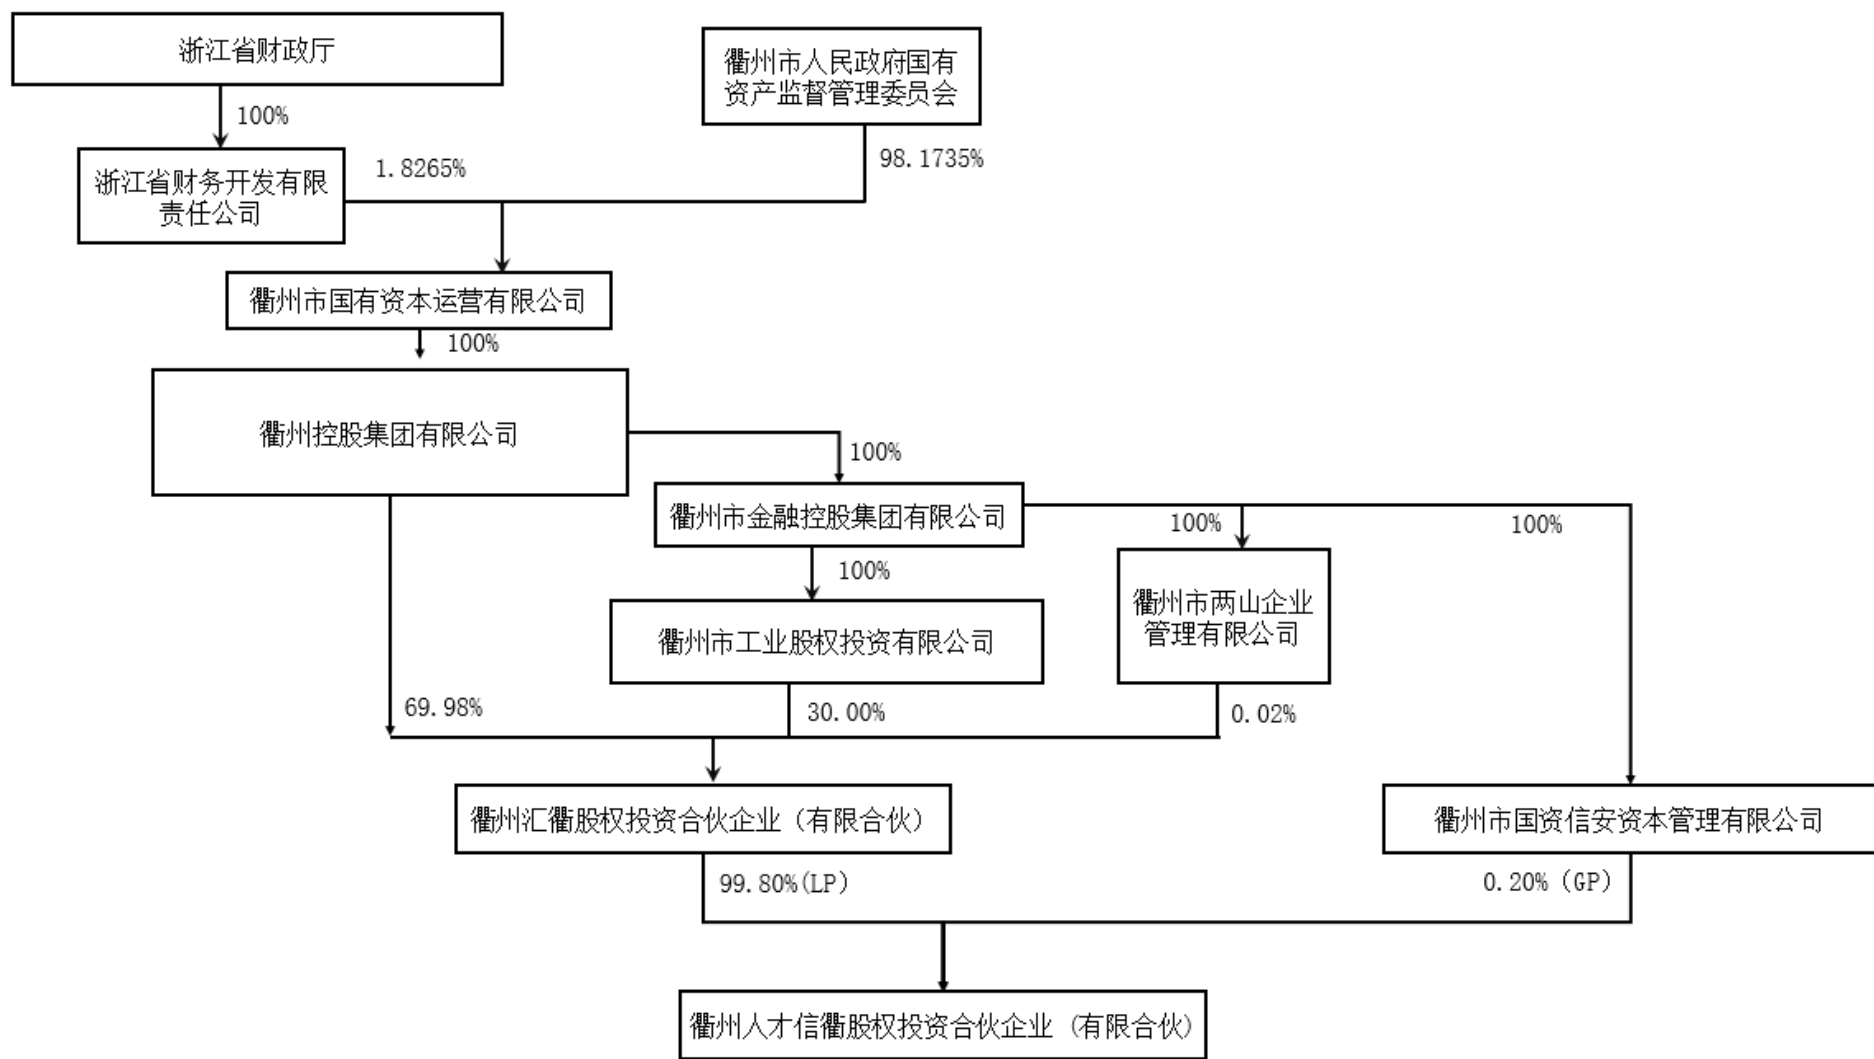 浙江省财政厅
衢州市人民政府国有
资产监督管理委员会
100%
98.1735%
1.8265%
浙江省财务开发有限
责任公司
衢州市国有资本运营有限公司
100%
衢州控股集团有限公司
100%
衢州市金融控股集团有限公司
100%
100%
100%
衢州市两山企业
管理有限公司
衢州市工业股权投资有限公司
69.98%
30.00%
0.02%
衢州汇衢股权投资合伙企业（有限合伙）
衢州市国资信安资本管理有限公司
99.80%(LP）
0.20%（GP）
衢州人才信衢股权投资合伙企业（有限合伙）